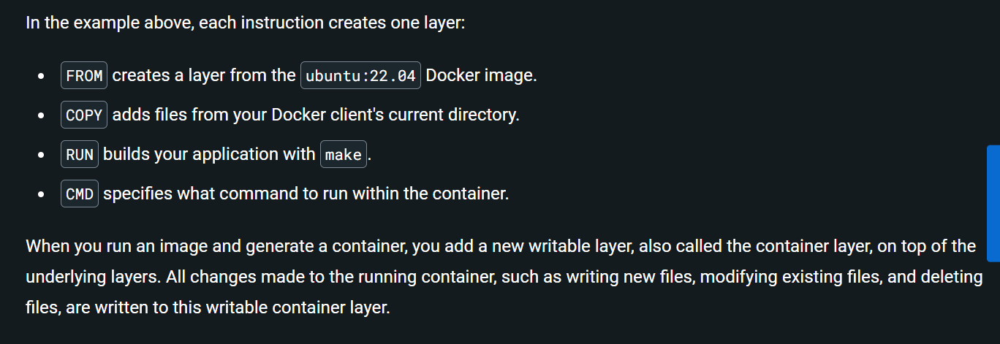 In the example above, each instruction creates one layer:
• FROM creates a layer from the ubuntu:22.04 Docker image.
• COPY adds files from your Docker client's current directory.
• RUN builds your application with make.
• CMD specifies what command to run within the container.
When you run an image and generate a container, you add a new writable layer, also called the container layer, on top of the
underlying layers. All changes made to the running container, such as writing new files, modifying existing files, and deleting
files, are written to this writable container layer.